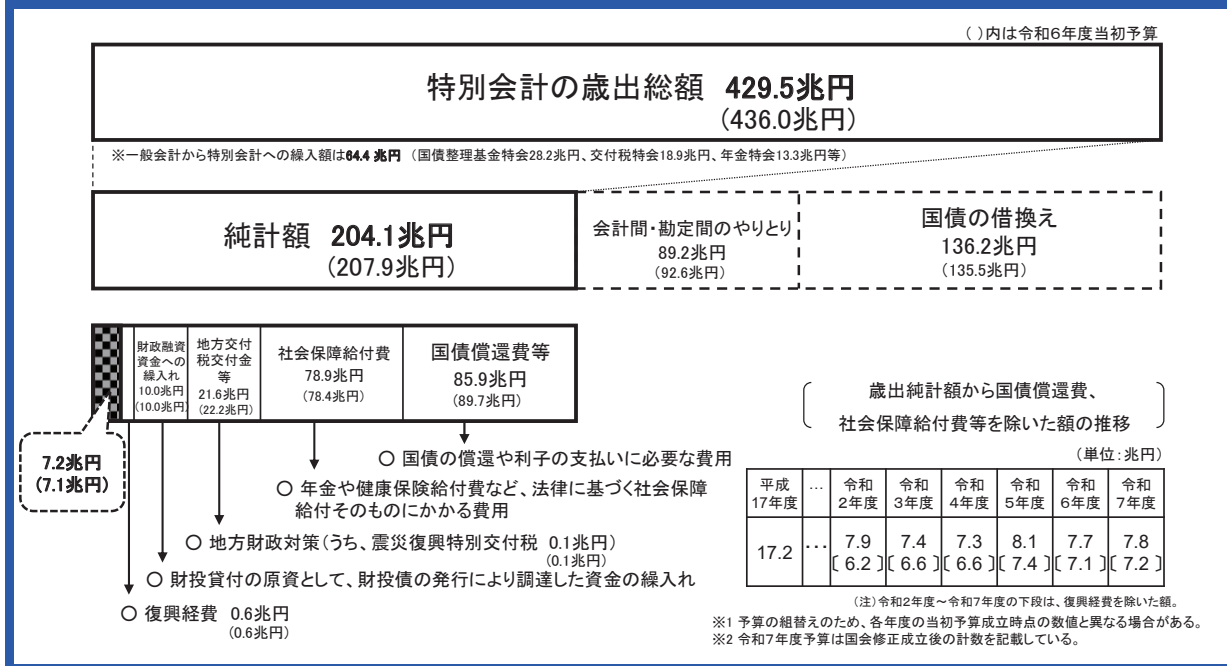 ( )内は令和6年度当初予算
特別会計の歳出総額 429.5兆円
(436.0兆円)
※一般会計から特別会計への繰入額は64.4 兆円 (国債整理基金特会28.2兆円、交付税特会18.9兆円、年金特会13.3兆円等)
純計額 204.1兆円
(207.9兆円)
会計間・勘定間のやりとり
89.2兆円
(92.6兆円)
国債の借換え
136.2兆円
(135.5兆円)
財政融資
資金への
繰入れ
10.0兆円
(10.0兆円)
地方交付
税交付金
等
21.6兆円
(22.2兆円)
社会保障給付費
78.9兆円
(78.4兆円)
国債償還費等
85.9兆円
(89.7兆円)
7.2兆円
(7.1兆円)
○ 国債の償還や利子の支払いに必要な費用
○ 年金や健康保険給付費など、法律に基づく社会保障
給付そのものにかかる費用
○ 地方財政対策(うち、震災復興特別交付税 0.1兆円)
(0.1兆円)
○ 財投貸付の原資として、財投債の発行により調達した資金の繰入れ
○ 復興経費 0.6兆円
(0.6兆円)
歳出純計額から国債償還費、
社会保障給付費等を除いた額の推移
(単位:兆円)
平成 … 令和 令和 令和 令和 令和 令和
17年度 2年度 3年度 4年度 5年度 6年度 7年度
17.2 … 7.9 7.4 7.3 8.1 7.7 7.8
〔 6.2 〕〔 6.6 〕〔 6.6 〕〔 7.4 〕〔 7.1 〕〔 7.2 〕
(注)令和2年度~令和7年度の下段は、復興経費を除いた額。
※1 予算の組替えのため、各年度の当初予算成立時点の数値と異なる場合がある。
※2 令和7年度予算は国会修正成立後の計数を記載している。